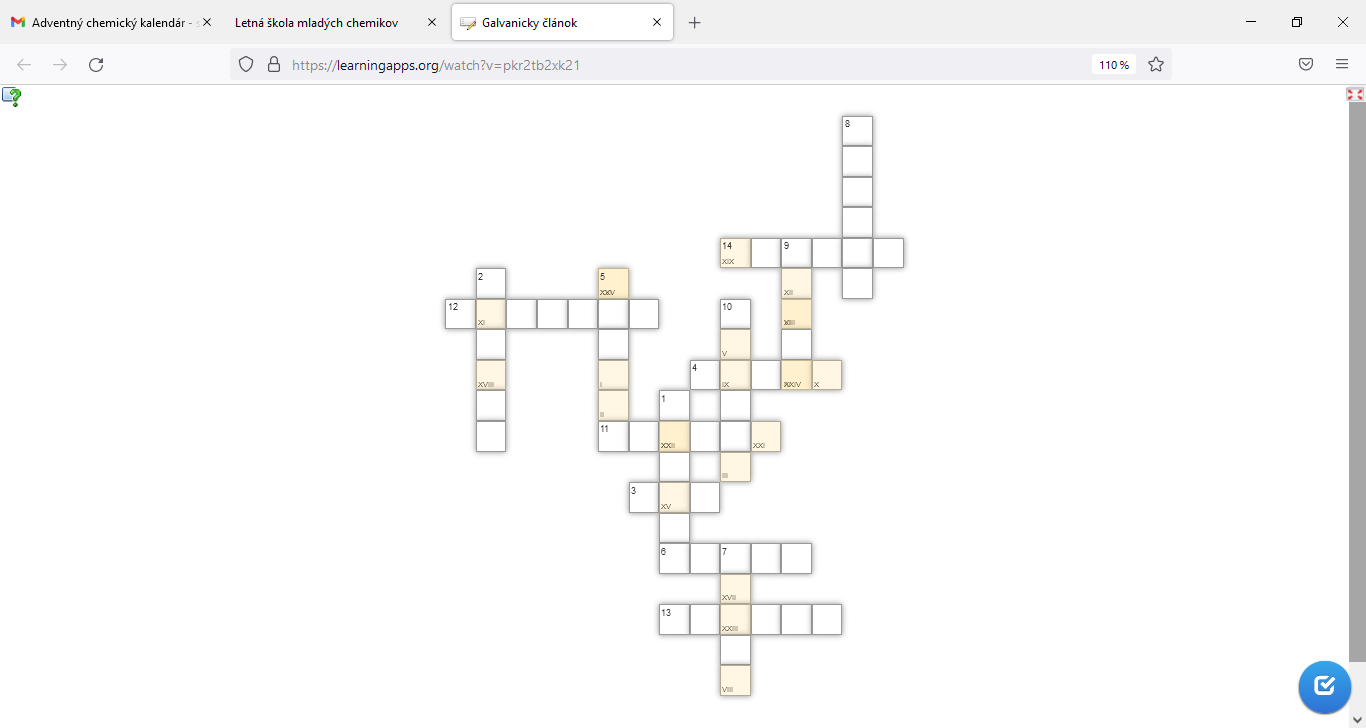 Adventný chemický kalendár - s
Letná škola mladých chemikov
Galvanicky článok
https://learningapps.org/watch?v=pkr2tb2xk21
110 %
8
14 9
XIX
2 5
XII
12 10
XI
V
4
XVIII I IX XXIV X
1
II
11
XXII XXI
III
3
XV
6 7
XVII
13
XXIII
VIII